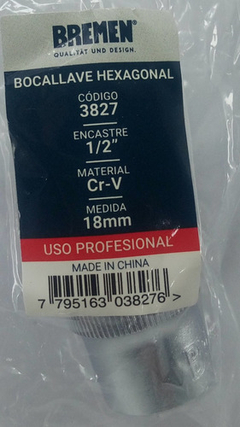 BREMEN®
QUALITÄT UND DESIGN.
BOCALLAVE HEXAGONAL
CÓDIGO
3827
ENCASTRE
1/2"
MATERIAL
Cr-V
MEDIDA
18mm
USO PROFESIONAL
MADE IN CHINA
7 795163 038276 >